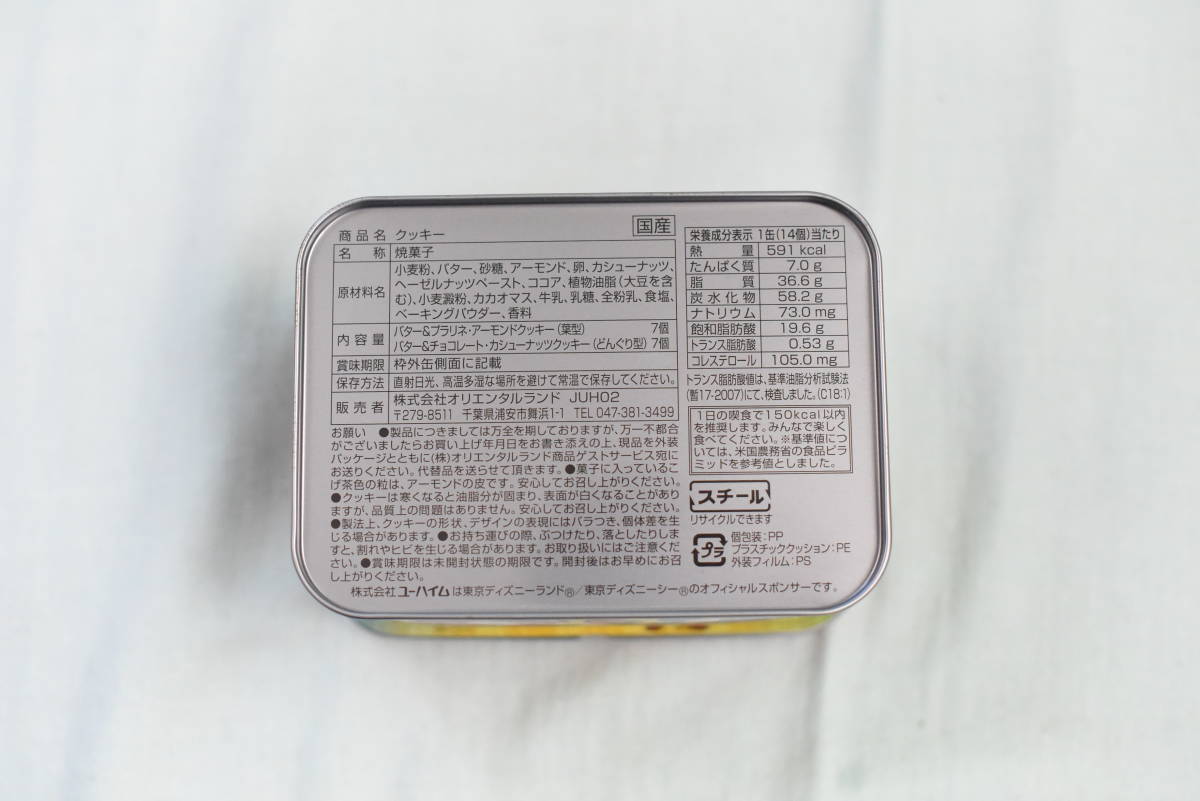 国産
商品名 クッキー
名称 焼菓子
原材料名 小麦粉、バター、砂糖、アーモンド、卵、カシューナッツ、
ヘーゼルナッツペースト、ココア、植物油脂(大豆を含
む)、小麦澱粉、カカオマス、牛乳、乳糖、全粉乳、食塩、
ベーキングパウダー、香料
内容量 バター&プラリネ・アーモンドクッキー(葉型) 7個
バター&チョコレート・カシューナッツクッキー(どんぐり型) 7個
賞味期限 枠外缶側面に記載
保存方法 直射日光、高温多湿な場所を避けて常温で保存してください。
販売者 株式会社オリエンタルランド JUH02
〒279-8511 千葉県浦安市舞浜1-1 TEL 047-381-3499
お願い ●製品につきましては万全を期しておりますが、万一不都合
がございましたらお買い上げ年月日をお書き添えの上、現品を外装
パッケージとともに(株)オリエンタルランド商品ゲストサービス宛に
お送りください。代替品を送らせて頂きます。●菓子に入っているこ
げ茶色の粒は、アーモンドの皮です。安心してお召し上がりください。
●クッキーは寒くなると油脂分が固まり、表面が白くなることがあり
ますが、品質上の問題はありません。安心してお召し上がりください。
●製法上、クッキーの形状、デザインの表現にはバラつき、個体差を生
じる場合があります。●お持ち運びの際、ぶつけたり、落としたりしま
すと、割れやヒビを生じる場合があります。お取り扱いにはご注意くだ
さい。●賞味期限は未開封状態の期限です。開封後はお早めにお召
し上がりください。
株式会社ユーハイムは東京ディズニーランド®/東京ディズニーシー®のオフィシャルスポンサーです。
栄養成分表示 1缶(14個)当たり
熱量 591 kcal
たんぱく質 7.0 g
脂質 36.6 g
炭水化物 58.2 g
ナトリウム 73.0 mg
飽和脂肪酸 19.6 g
トランス脂肪酸 0.53 g
コレステロール 105.0 mg
トランス脂肪酸値は、基準油脂分析試験法
(暫17-2007)にて、検査しました。(C18:1)
1日の喫食で150kcal以内
を推奨します。みんなで楽しく
食べてください。※基準値につ
いては、米国農務省の食品ピラ
ミッドを参考値としました。
スチール
リサイクルできます
プラ
個包装:PP
プラスチッククッション:PE
外装フィルム:PS